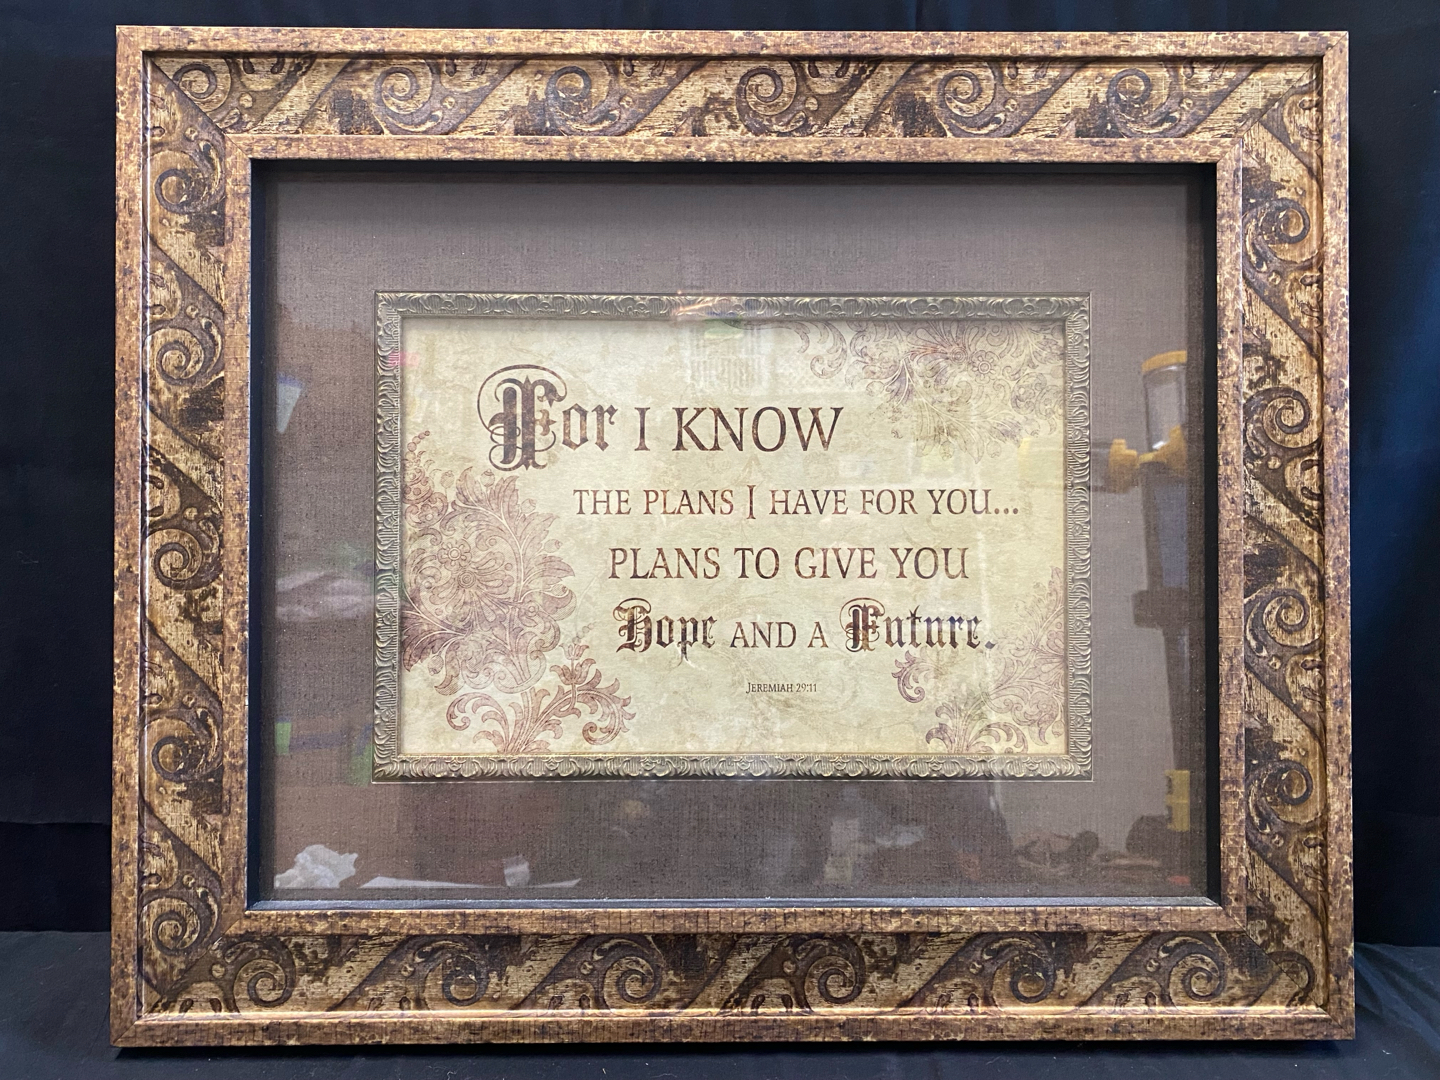 For I KNOW
THE PLANS I HAVE FOR YOU...
PLANS TO GIVE YOU
Hope AND A Future.
JEREMIAH 29:11